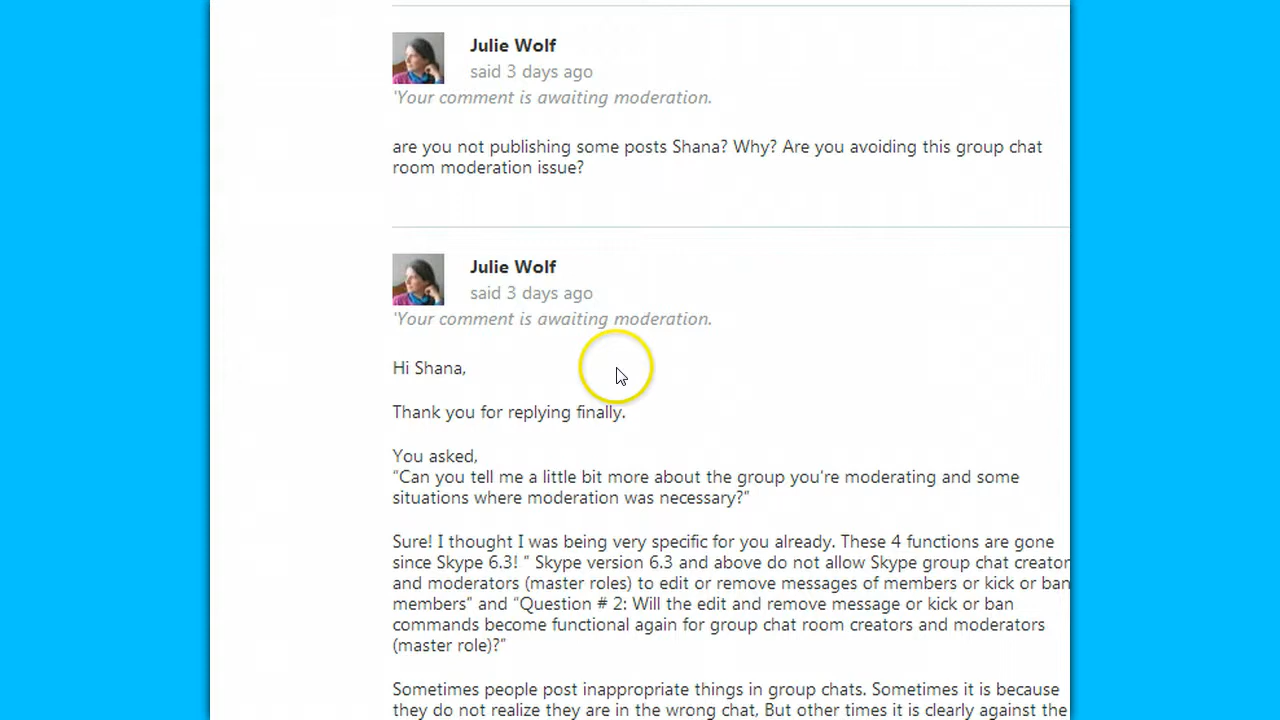 Julie Wolf
said 3 days ago
'Your comment is awaiting moderation.
are you not publishing some posts Shana? Why? Are you avoiding this group chat
room moderation issue?
Julie Wolf
said 3 days ago
'Your comment is awaiting moderation.
Hi Shana,
Thank you for replying finally.
You asked,
“Can you tell me a little bit more about the group you're moderating and some
situations where moderation was necessary?”
Sure! I thought I was being very specific for you already. These 4 functions are gone
since Skype 6.3! ” Skype version 6.3 and above do not allow Skype group chat creator
and moderators (master roles) to edit or remove messages of members or kick or ban
members” and “Question # 2: Will the edit and remove message or kick or ban
commands become functional again for group chat room creators and moderators
(master role)?”
Sometimes people post inappropriate things in group chats. Sometimes it is because
they do not realize they are in the wrong chat, But other times it is clearly against the